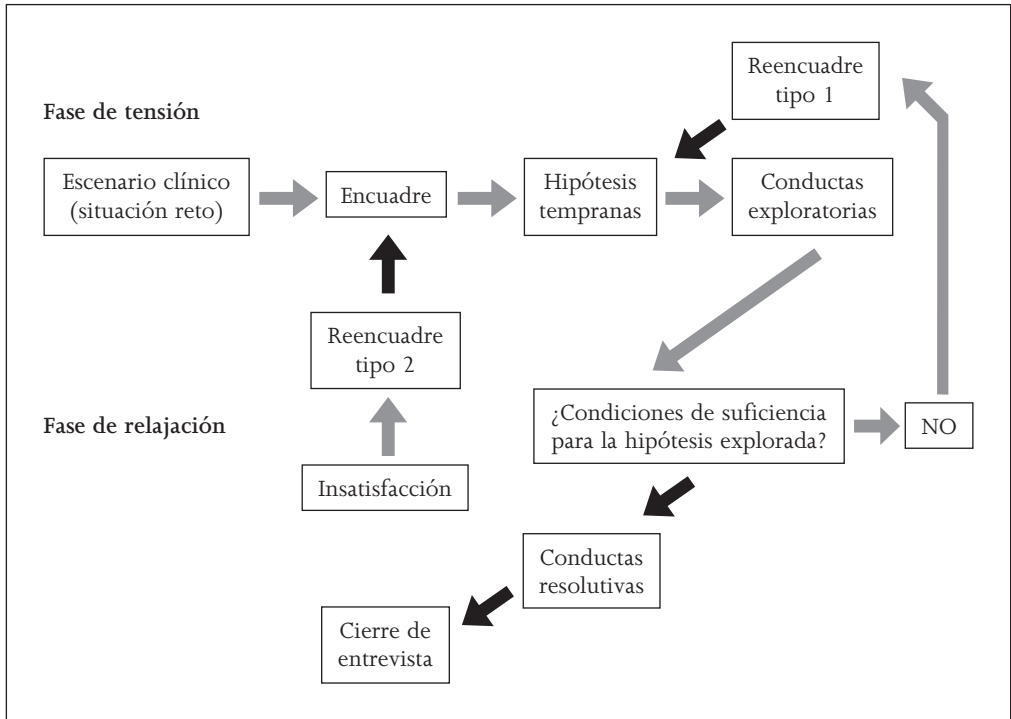 Reencuadre
tipo 1
Fase de tensión
Escenario clínico
(situación reto)
Encuadre
Hipótesis
tempranas
Conductas
exploratorias
Reencuadre
tipo 2
Fase de relajación
¿Condiciones de suficiencia
para la hipótesis explorada?
NO
Insatisfacción
Conductas
resolutivas
Cierre de
entrevista